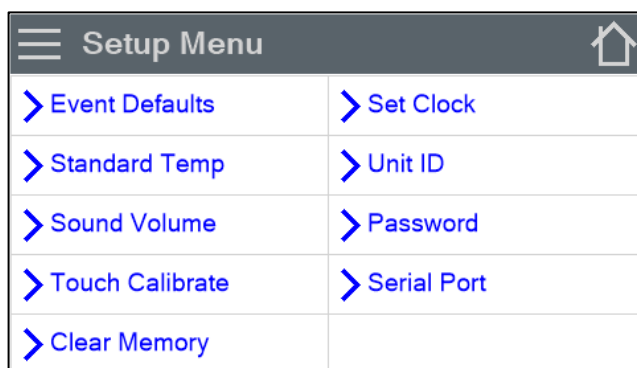 Setup Menu
Event Defaults
Set Clock
Standard Temp
Unit ID
Sound Volume
Password
Touch Calibrate
Serial Port
Clear Memory